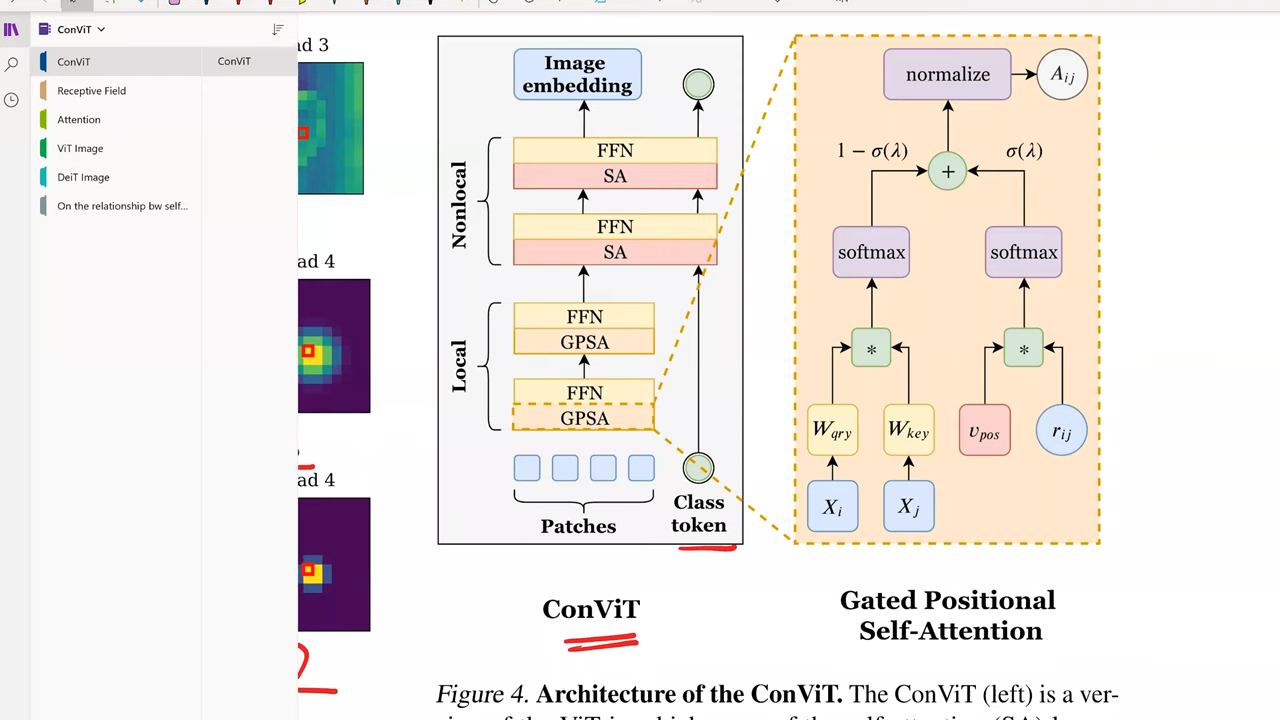 ConViT
ConViT
ConViT
Receptive Field
Attention
ViT Image
DeiT Image
On the relationship bw self...
ad 3
ad 4
ad 4
Image
embedding
FFN
SA
FFN
SA
Nonlocal
FFN
GPSA
FFN
GPSA
Local
Patches
Class
token
ConViT
normalize
A_ij
1 − σ(λ)
σ(λ)
+
softmax
softmax
*
*
W_qry
W_key
v_pos
r_ij
X_i
X_j
Gated Positional
Self-Attention
Figure 4. Architecture of the ConViT. The ConViT (left) is a ver-